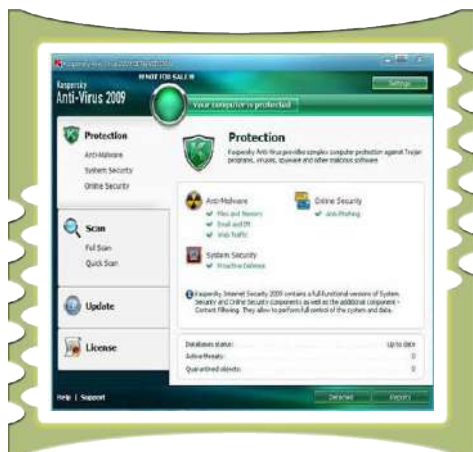 Kaspersky Anti-Virus 2009
!!! NOT FOR SALE !!!
Kaspersky
Anti-Virus 2009
Settings
Your computer is protected
Protection
Anti-Malware
System Security
Online Security
Scan
Full Scan
Quick Scan
Update
License
Protection
Kaspersky Anti-Virus provides complex computer protection against Trojan
programs, viruses, spyware and other malicious software.
Anti-Malware
Files and Memory
Email and IM
Web Traffic
System Security
Proactive Defense
Online Security
Anti-Phishing
Kaspersky Internet Security 2009 contains a full-functional versions of System
Security and Online Security components as well as the additional component -
Content Filtering. They allow to perform full control of the system and data.
Databases status: Up to date
Active threats: 0
Quarantined objects: 0
Help | Support
Detected
Reports